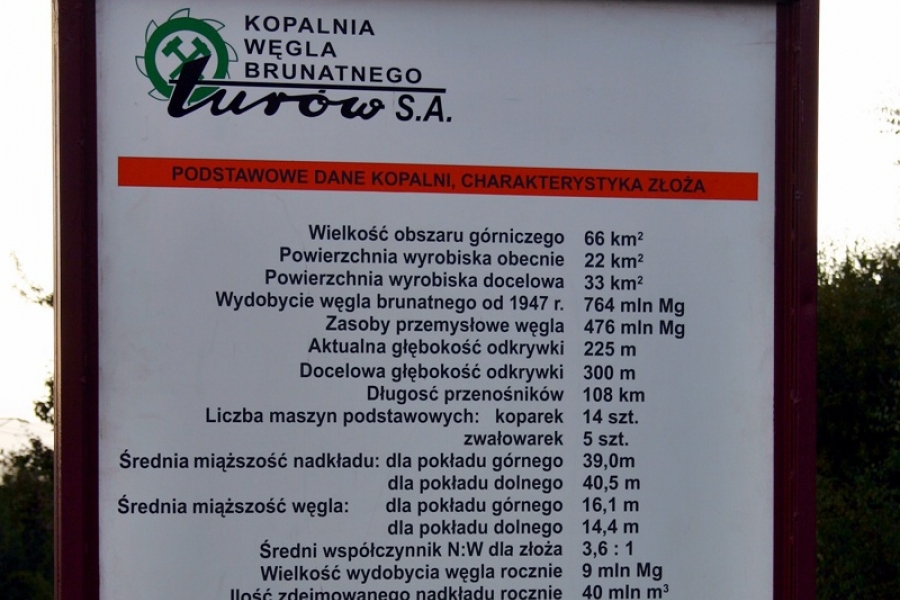 KOPALNIA
WĘGLA
BRUNATNEGO
turów S.A.
PODSTAWOWE DANE KOPALNI, CHARAKTERYSTYKA ZŁOŻA
Wielkość obszaru górniczego 66 km²
Powierzchnia wyrobiska obecnie 22 km²
Powierzchnia wyrobiska docelowa 33 km²
Wydobycie węgla brunatnego od 1947 r. 764 mln Mg
Zasoby przemysłowe węgla 476 mln Mg
Aktualna głębokość odkrywki 225 m
Docelowa głębokość odkrywki 300 m
Długosć przenośników 108 km
Liczba maszyn podstawowych: koparek 14 szt.
zwałowarek 5 szt.
Średnia miąższość nadkładu: dla pokładu górnego 39,0m
dla pokładu dolnego 40,5 m
Średnia miąższość węgla: dla pokładu górnego 16,1 m
dla pokładu dolnego 14,4 m
Średni współczynnik N:W dla złoża 3,6 : 1
Wielkość wydobycia węgla rocznie 9 mln Mg
Ilość zdejmowanego nadkładu rocznie 40 mln m³